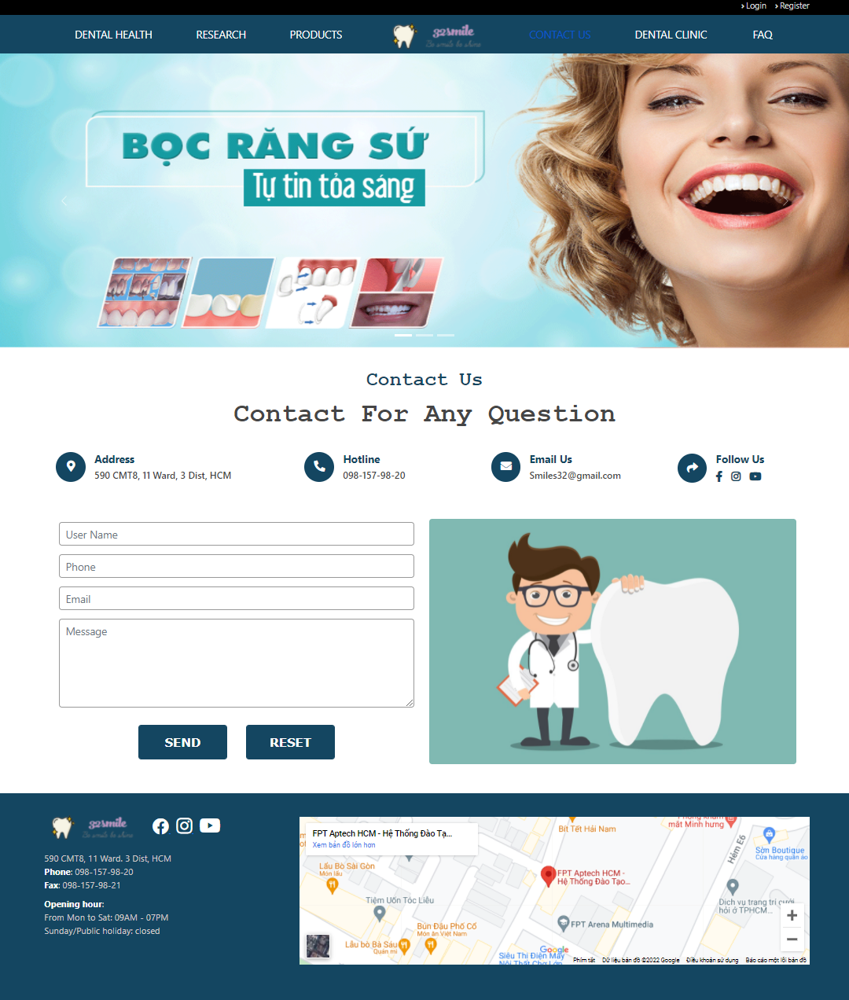 Login Register
DENTAL HEALTH RESEARCH PRODUCTS 32smile CONTACT US DENTAL CLINIC FAQ
BỌC RĂNG SỨ
Tự tin tỏa sáng
Contact Us
Contact For Any Question
Address
590 CMT8, 11 Ward, 3 Dist, HCM
Hotline
098-157-98-20
Email Us
Smiles32@gmail.com
Follow Us
User Name
Phone
Email
Message
SEND RESET
32smile
590 CMT8, 11 Ward. 3 Dist, HCM
Phone: 098-157-98-20
Fax: 098-157-98-21
Opening hour:
From Mon to Sat: 09AM - 07PM
Sunday/Public holiday: closed
FPT Aptech HCM - Hệ Thống Đào Tạ...
Xem bản đồ lớn hơn
Bít Tết Hải Nam
mắt Minh hưng
Hẻm E6
Sờn Boutique
Cửa hàng quần áo
Lẩu Bò Sài Gòn
Món lẩu
FPT Aptech HCM -
Hệ Thống Đào Tạo...
Tiệm Uốn Tóc Liễu
Dịch vụ trang trí cưới
hỏi ở TPHCM...
FPT Arena Multimedia
Bún Đậu Phố Cổ
Món ăn Việt Nam
Lâu bò Bà Sáu
Quán mì
Google
Siêu Thị Điện Máy
Nội Thất Chợ Lớn
Phím tắt Dữ liệu bản đồ ©2022 Google Điều khoản sử dụng Báo cáo một lỗi bản đồ